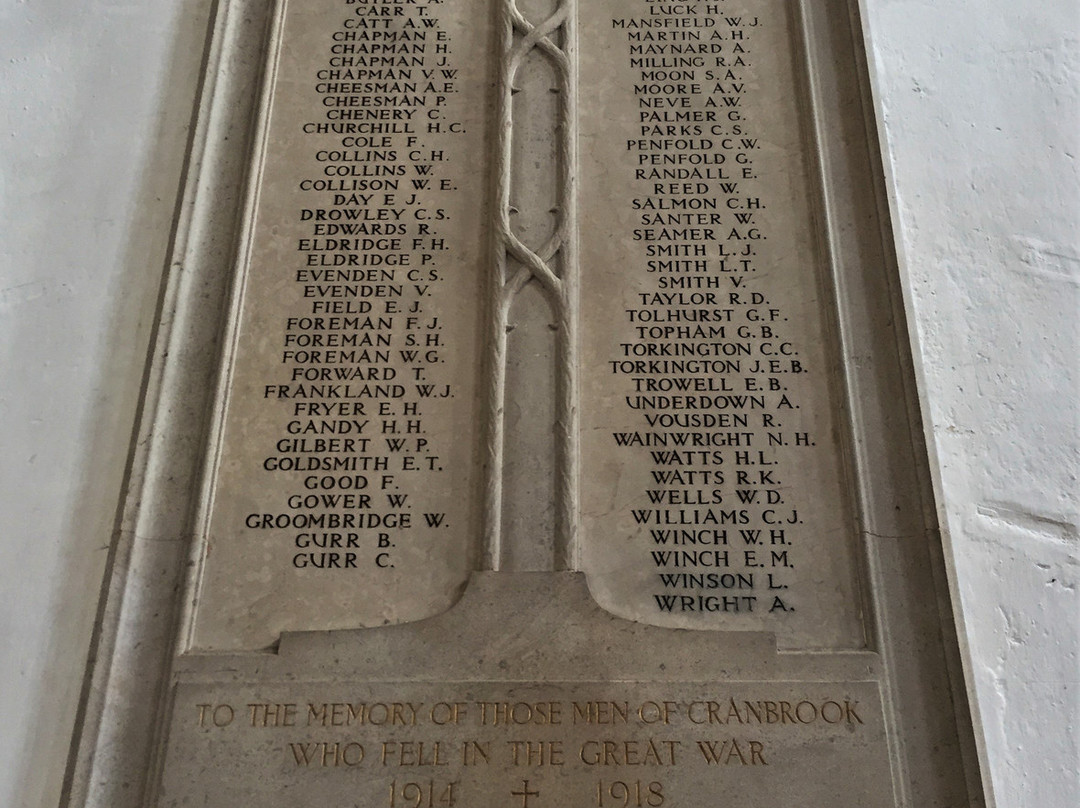 BUTLER A.
CARR T.
CATT A.W.
CHAPMAN E.
CHAPMAN H.
CHAPMAN J.
CHAPMAN V.W.
CHEESMAN A.E.
CHEESMAN P.
CHENERY C.
CHURCHILL H.C.
COLE F.
COLLINS C.H.
COLLINS W.
COLLISON W.E.
DAY E J.
DROWLEY C.S.
EDWARDS R.
ELDRIDGE F.H.
ELDRIDGE P.
EVENDEN C.S.
EVENDEN V.
FIELD E.J.
FOREMAN F.J.
FOREMAN S.H.
FOREMAN W.G.
FORWARD T.
FRANKLAND W.J.
FRYER E.H.
GANDY H.H.
GILBERT W.P.
GOLDSMITH E.T.
GOOD F.
GOWER W.
GROOMBRIDGE W.
GURR B.
GURR C.
LUCK H.
MANSFIELD W.J.
MARTIN A.H.
MAYNARD A.
MILLING R.A.
MOON S.A.
MOORE A.V.
NEVE A.W.
PALMER G.
PARKS C.S.
PENFOLD C.W.
PENFOLD G.
RANDALL E.
REED W.
SALMON C.H.
SANTER W.
SEAMER A.G.
SMITH L.J.
SMITH L.T.
SMITH V.
TAYLOR R.D.
TOLHURST G.F.
TOPHAM G.B.
TORKINGTON C.C.
TORKINGTON J.E.B.
TROWELL E.B.
UNDERDOWN A.
VOUSDEN R.
WAINWRIGHT N.H.
WATTS H.L.
WATTS R.K.
WELLS W.D.
WILLIAMS C.J.
WINCH W.H.
WINCH E.M.
WINSON L.
WRIGHT A.
TO THE MEMORY OF THOSE MEN OF CRANBROOK
WHO FELL IN THE GREAT WAR
1914 + 1918